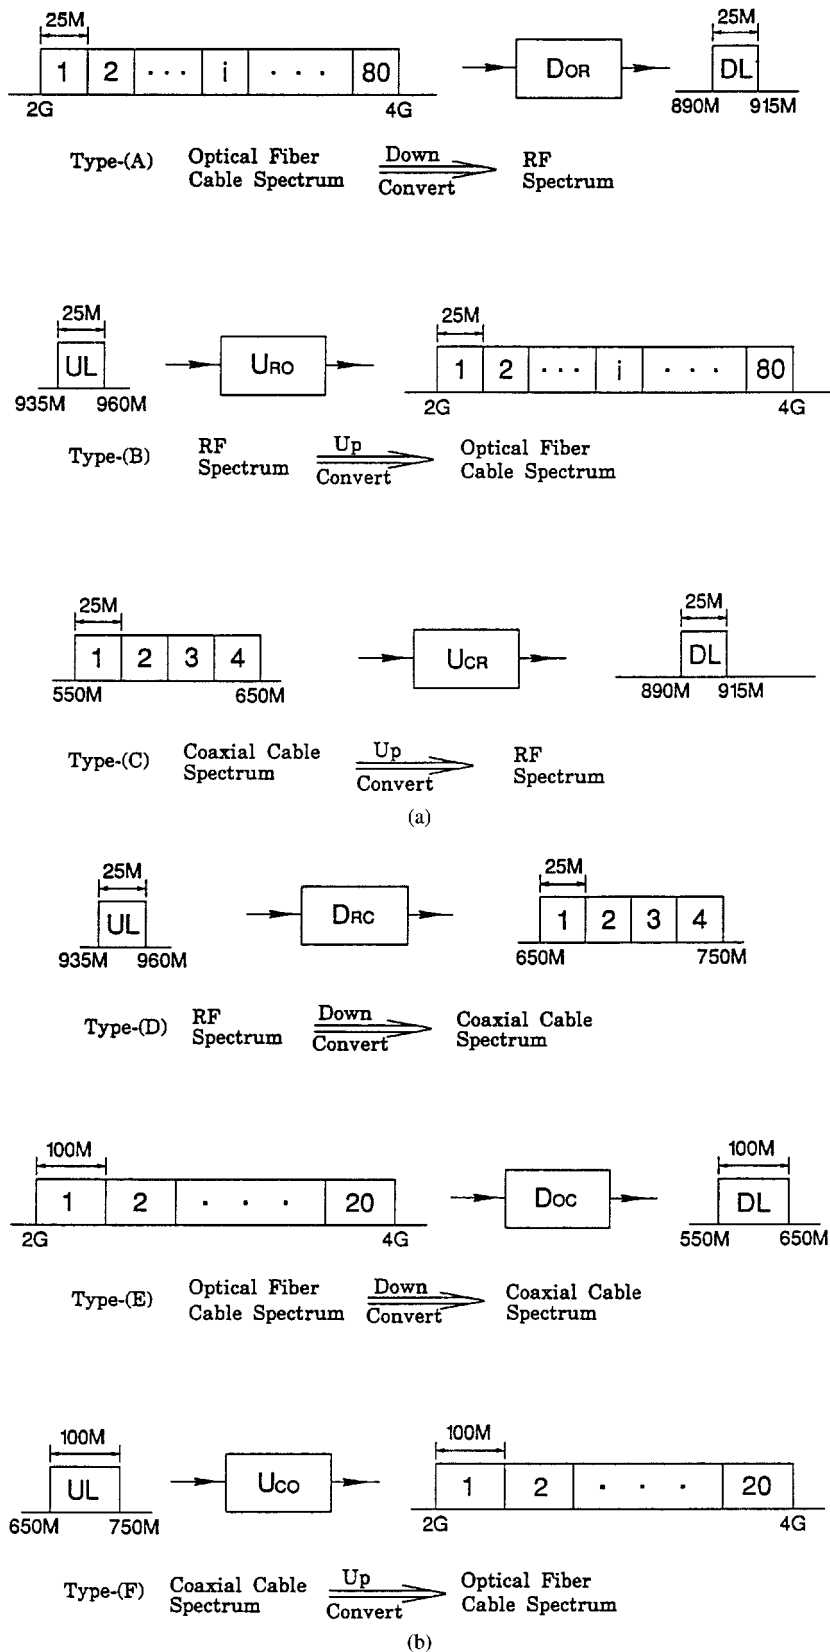 25M 25M
1 2 · · · i · · · 80 DOR DL
2G 4G 890M 915M
Type-(A) Optical Fiber Down RF
Cable Spectrum Convert Spectrum
25M 25M
UL URO 1 2 · · · i · · · 80
935M 960M 2G 4G
Type-(B) RF Up Optical Fiber
Spectrum Convert Cable Spectrum
25M 25M
1 2 3 4 UCR DL
550M 650M 890M 915M
Type-(C) Coaxial Cable Up RF
Spectrum Convert Spectrum
(a)
25M 25M
UL DRC 1 2 3 4
935M 960M 650M 750M
Type-(D) RF Down Coaxial Cable
Spectrum Convert Spectrum
100M 100M
1 2 · · · 20 DOC DL
2G 4G 550M 650M
Type-(E) Optical Fiber Down Coaxial Cable
Cable Spectrum Convert Spectrum
100M 100M
UL UCO 1 2 · · · 20
650M 750M 2G 4G
Type-(F) Coaxial Cable Up Optical Fiber
Spectrum Convert Cable Spectrum
(b)